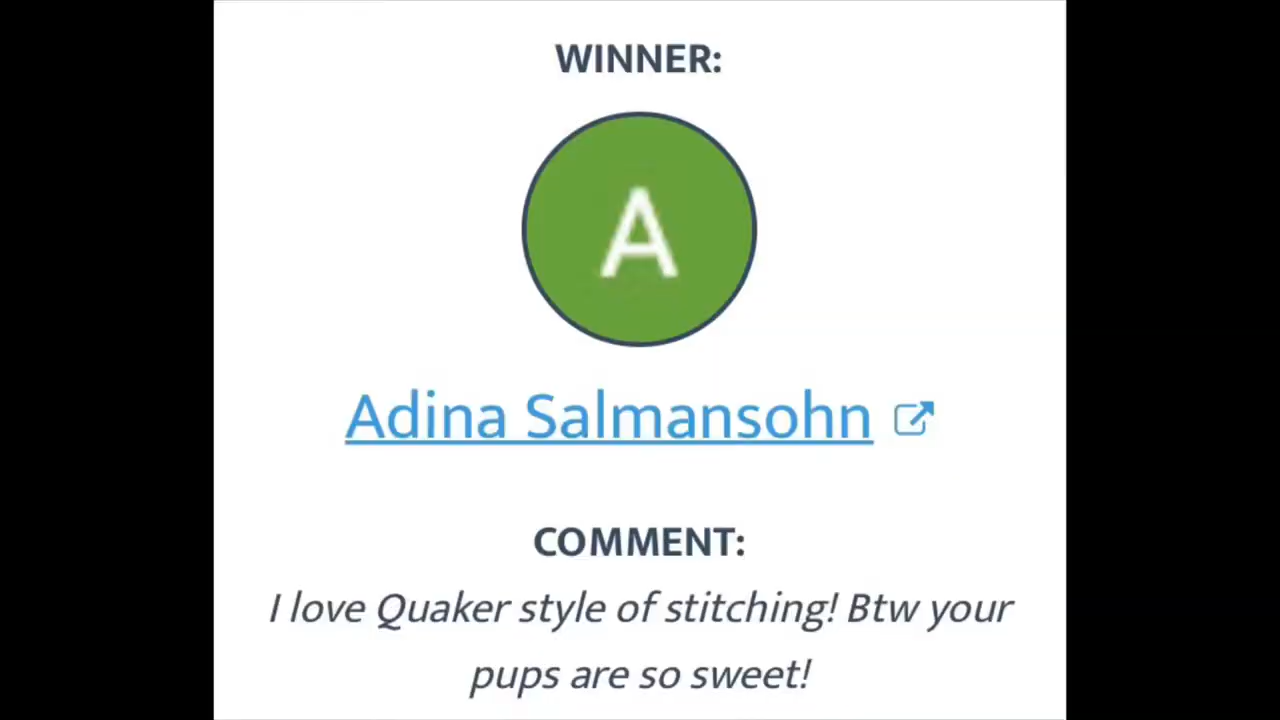 WINNER:
A
Adina Salmansohn
COMMENT:
I love Quaker style of stitching! Btw your
pups are so sweet!